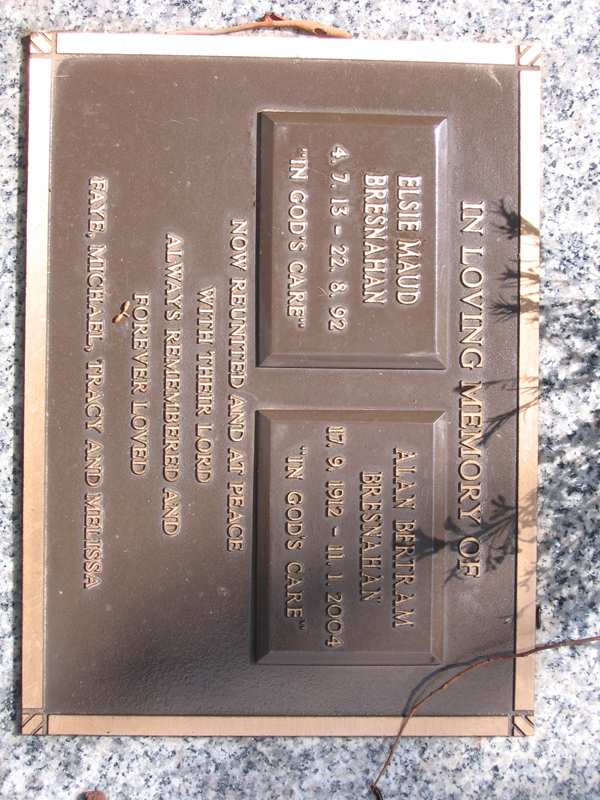 IN LOVING MEMORY OF
ELSIE MAUD
BRESNAHAN
4. 7. 13 - 22. 8. 92
"IN GOD'S CARE"
ALAN BERTRAM
BRESNAHAN
17. 9. 1912 - 11. 1. 2004
"IN GOD'S CARE"
NOW REUNITED AND AT PEACE
WITH THEIR LORD
ALWAYS REMEMBERED AND
FOREVER LOVED
FAYE, MICHAEL, TRACY AND MELISSA